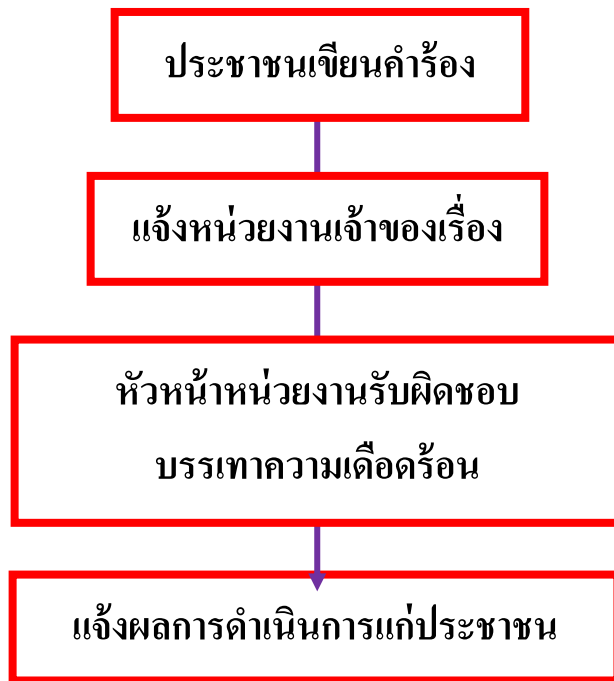 ประชาชนเขียนคำร้อง
แจ้งหน่วยงานเจ้าของเรื่อง
หัวหน้าหน่วยงานรับผิดชอบ
บรรเทาความเดือดร้อน
แจ้งผลการดำเนินการแก่ประชาชน